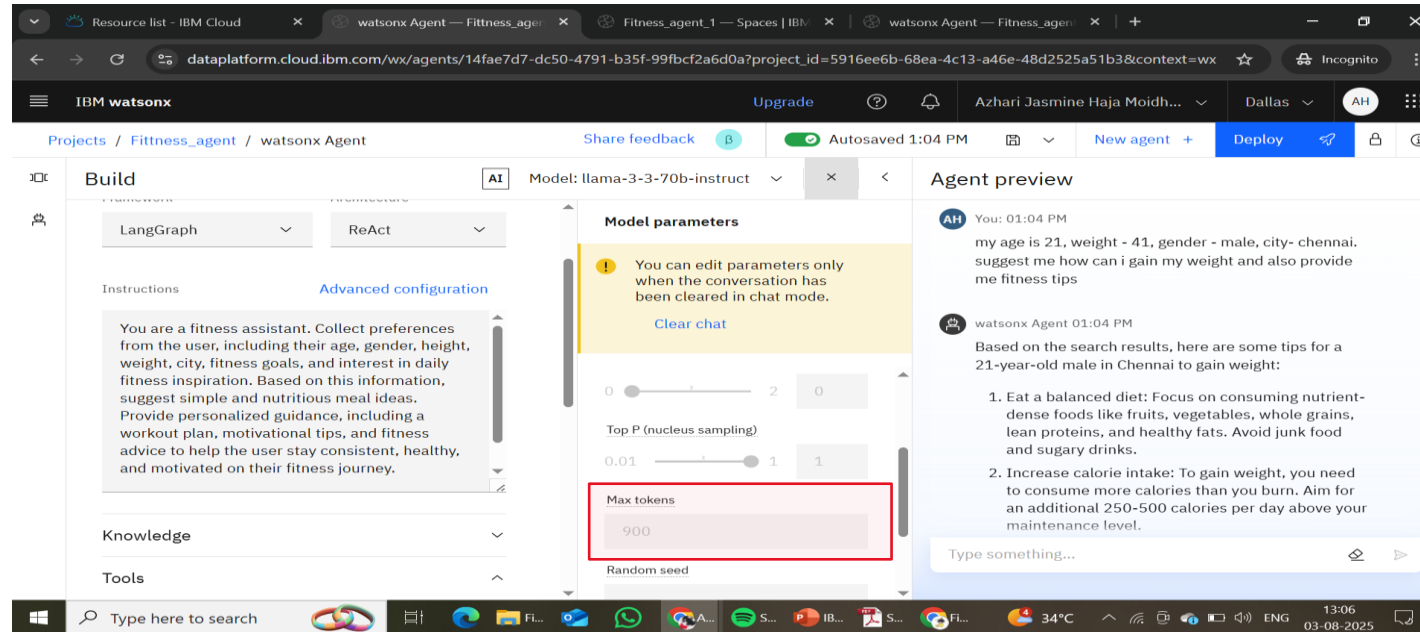 Resource list - IBM Cloud
watsonx Agent — Fittness_agen
Fitness_agent_1 — Spaces | IBM
watsonx Agent — Fitness_agent
dataplatform.cloud.ibm.com/wx/agents/14fae7d7-dc50-4791-b35f-99fbcf2a6d0a?project_id=5916ee6b-68ea-4c13-a46e-48d2525a51b3&context=wx
Incognito
IBM watsonx
Upgrade
Azhari Jasmine Haja Moidh...
Dallas
AH
Projects / Fittness_agent / watsonx Agent
Share feedback
β
Autosaved 1:04 PM
New agent +
Deploy
Build
AI
Model: llama-3-3-70b-instruct
Agent preview
Framework
Architecture
LangGraph
ReAct
Instructions
Advanced configuration
You are a fitness assistant. Collect preferences
from the user, including their age, gender, height,
weight, city, fitness goals, and interest in daily
fitness inspiration. Based on this information,
suggest simple and nutritious meal ideas.
Provide personalized guidance, including a
workout plan, motivational tips, and fitness
advice to help the user stay consistent, healthy,
and motivated on their fitness journey.
Knowledge
Tools
Model parameters
You can edit parameters only
when the conversation has
been cleared in chat mode.
Clear chat
0
2
0
Top P (nucleus sampling)
0.01
1
1
Max tokens
900
Random seed
AH
You: 01:04 PM
my age is 21, weight - 41, gender - male, city- chennai.
suggest me how can i gain my weight and also provide
me fitness tips
watsonx Agent 01:04 PM
Based on the search results, here are some tips for a
21-year-old male in Chennai to gain weight:
1. Eat a balanced diet: Focus on consuming nutrient-
dense foods like fruits, vegetables, whole grains,
lean proteins, and healthy fats. Avoid junk food
and sugary drinks.
2. Increase calorie intake: To gain weight, you need
to consume more calories than you burn. Aim for
an additional 250-500 calories per day above your
maintenance level.
Type something...
Type here to search
Fi...
A...
S...
IB...
S...
Fi...
4
34°C
ENG
13:06
03-08-2025